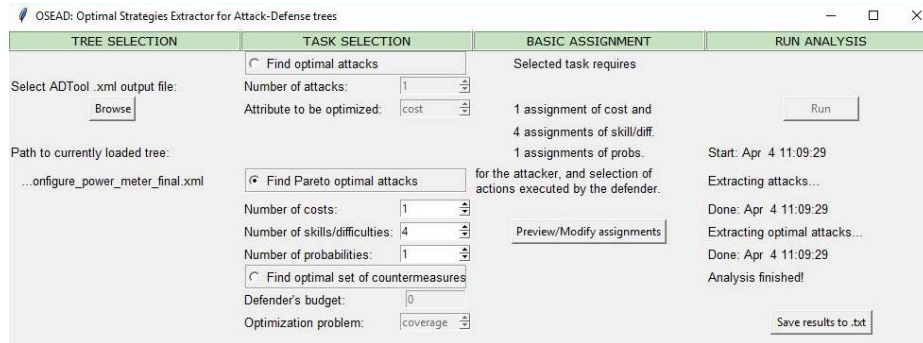 OSEAD: Optimal Strategies Extractor for Attack-Defense trees
TREE SELECTION
TASK SELECTION
BASIC ASSIGNMENT
RUN ANALYSIS
Select ADTool .xml output file:
Browse
Path to currently loaded tree:
...onfigure_power_meter_final.xml
Find optimal attacks
Number of attacks: 1
Attribute to be optimized: cost
Find Pareto optimal attacks
Number of costs: 1
Number of skills/difficulties: 4
Number of probabilities: 1
Find optimal set of countermeasures
Defender's budget: 0
Optimization problem: coverage
Selected task requires
1 assignment of cost and
4 assignments of skill/diff.
1 assignments of probs.
for the attacker, and selection of
actions executed by the defender.
Preview/Modify assignments
Run
Start: Apr 4 11:09:29
Extracting attacks...
Done: Apr 4 11:09:29
Extracting optimal attacks...
Done: Apr 4 11:09:29
Analysis finished!
Save results to .txt